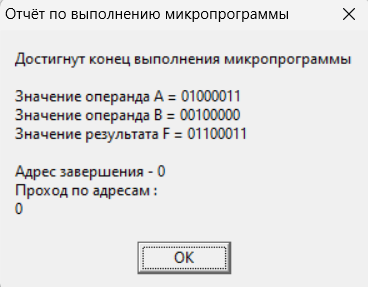 Отчёт по выполнению микропрограммы
Достигнут конец выполнения микропрограммы
Значение операнда A = 01000011
Значение операнда B = 00100000
Значение результата F = 01100011
Адрес завершения - 0
Проход по адресам :
0
OK